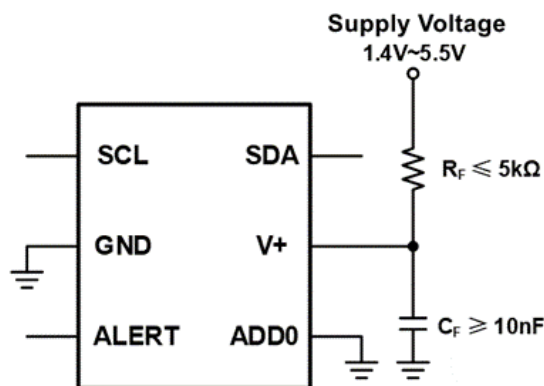 Supply Voltage
1.4V~5.5V
SCL
SDA
R_F ≤ 5kΩ
GND
V+
ALERT
ADD0
C_F ≥ 10nF